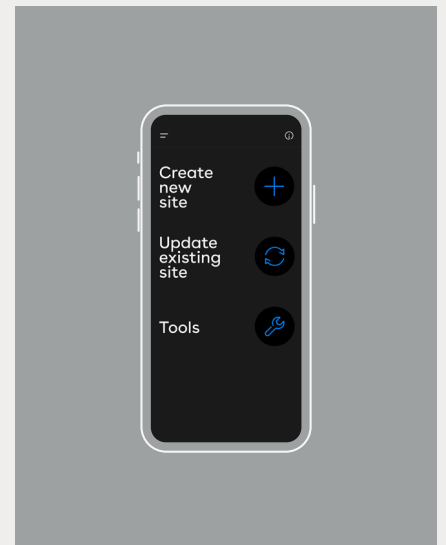 Create
new
site
Update
existing
site
Tools